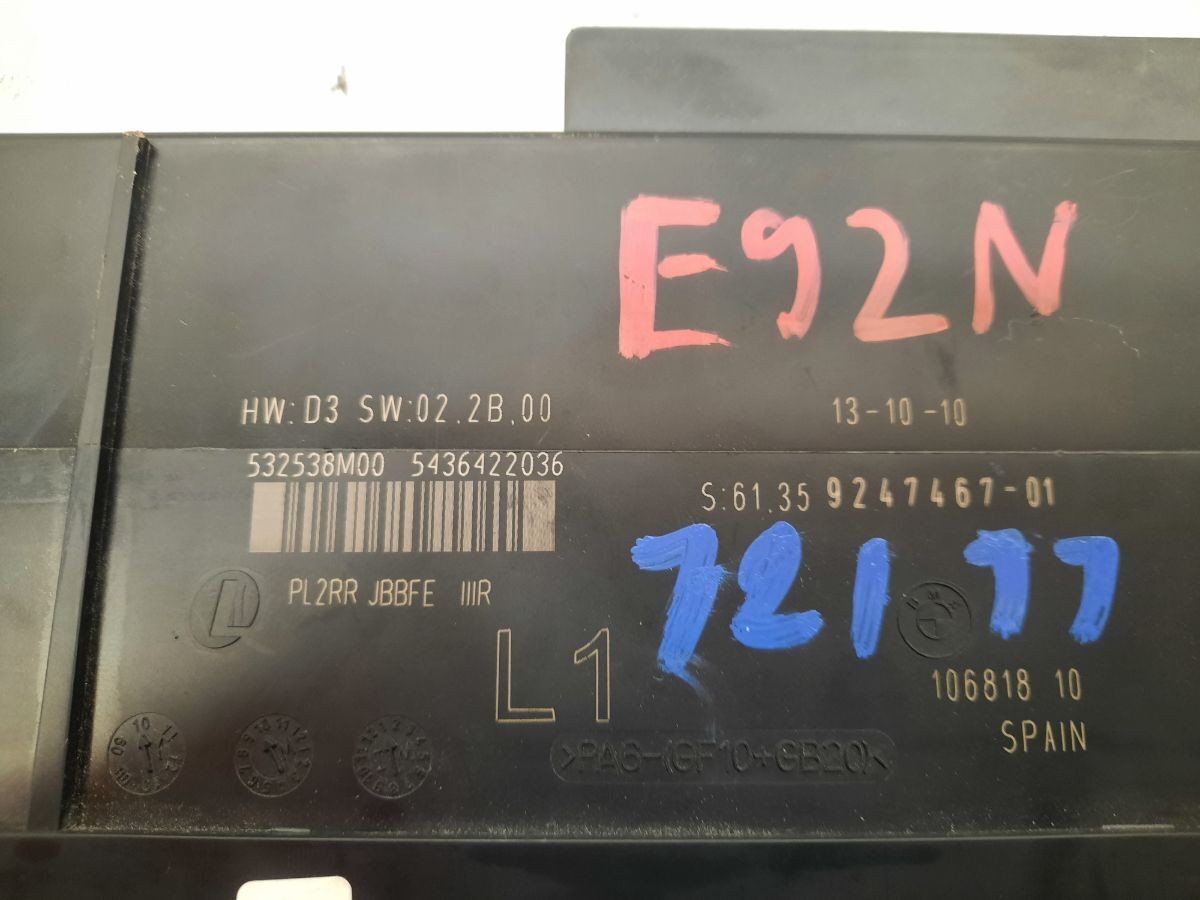 E92N
HW: D3 SW:02.2B.00
13-10-10
532538M00 5436422036
S:61.35 9247467-01
72177
PL2RR JBBFE IIIR
L1
BMW
106818 10
SPAIN
>PA6-(GF10+GB20)<